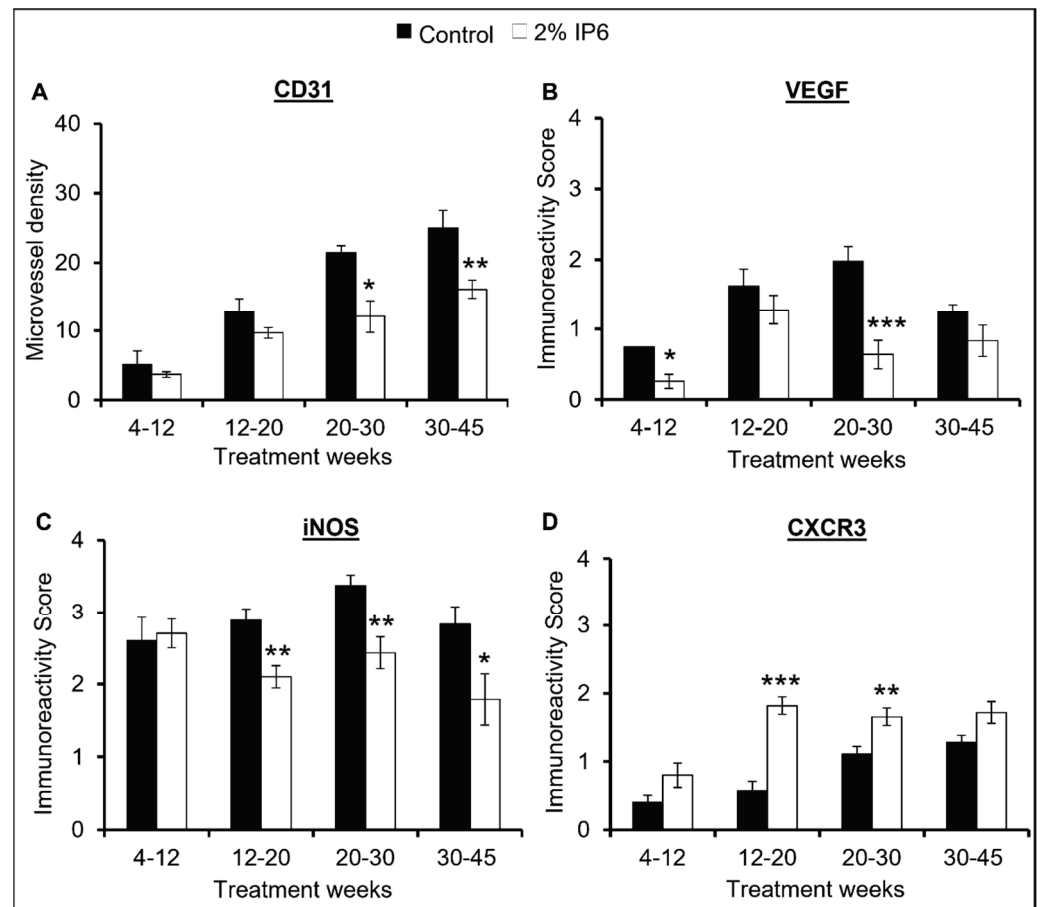 Control 2% IP6
A CD31
Microvessel density
40
30
20
10
0
* **
4-12 12-20 20-30 30-45
Treatment weeks
B VEGF
Immunoreactivity Score
4
3
2
1
0
* ***
4-12 12-20 20-30 30-45
Treatment weeks
C iNOS
Immunoreactivity Score
4
3
2
1
0
** ** *
4-12 12-20 20-30 30-45
Treatment weeks
D CXCR3
Immunoreactivity Score
4
3
2
1
0
*** **
4-12 12-20 20-30 30-45
Treatment weeks